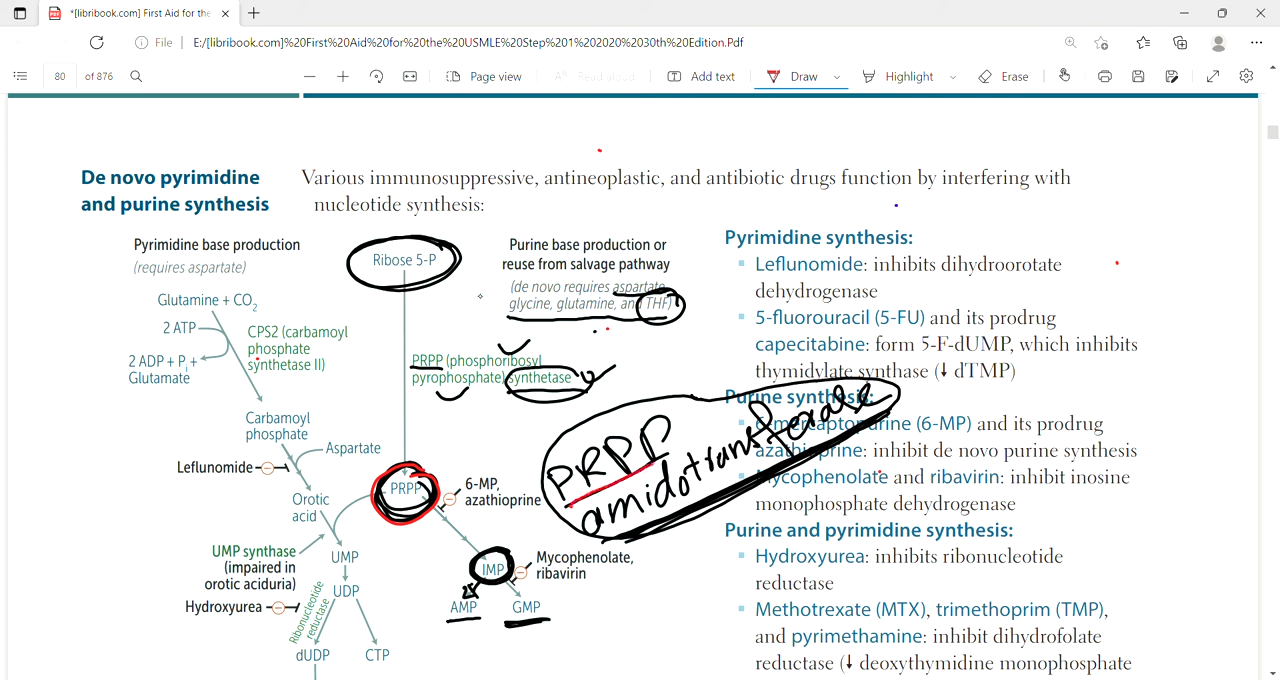 *[libribook.com] First Aid for the
File
E:/[libribook.com]%20First%20Aid%20for%20the%20USMLE%20Step%201%202020%2030th%20Edition.Pdf
80 of 876
Page view
Read aloud
Add text
Draw
Highlight
Erase
De novo pyrimidine
and purine synthesis
Various immunosuppressive, antineoplastic, and antibiotic drugs function by interfering with
nucleotide synthesis:
Pyrimidine base production
(requires aspartate)
Ribose 5-P
Purine base production or
reuse from salvage pathway
(de novo requires aspartate,
glycine, glutamine, and THF)
Glutamine + CO2
2 ATP
2 ADP + Pi +
Glutamate
CPS2 (carbamoyl
phosphate
synthetase II)
PRPP (phosphoribosyl
pyrophosphate) synthetase
Carbamoyl
phosphate
Aspartate
Leflunomide
Orotic
acid
PRPP
6-MP,
azathioprine
UMP synthase
(impaired in
orotic aciduria)
UMP
IMP
Mycophenolate,
ribavirin
Hydroxyurea
Ribonucleotide
reductase
UDP
AMP
GMP
dUDP
CTP
PRPP
amidotransferase
Pyrimidine synthesis:
Leflunomide: inhibits dihydroorotate
dehydrogenase
5-fluorouracil (5-FU) and its prodrug
capecitabine: form 5-F-dUMP, which inhibits
thymidylate synthase (↓ dTMP)
Purine synthesis:
6-mercaptopurine (6-MP) and its prodrug
azathioprine: inhibit de novo purine synthesis
Mycophenolate and ribavirin: inhibit inosine
monophosphate dehydrogenase
Purine and pyrimidine synthesis:
Hydroxyurea: inhibits ribonucleotide
reductase
Methotrexate (MTX), trimethoprim (TMP),
and pyrimethamine: inhibit dihydrofolate
reductase (↓ deoxythymidine monophosphate